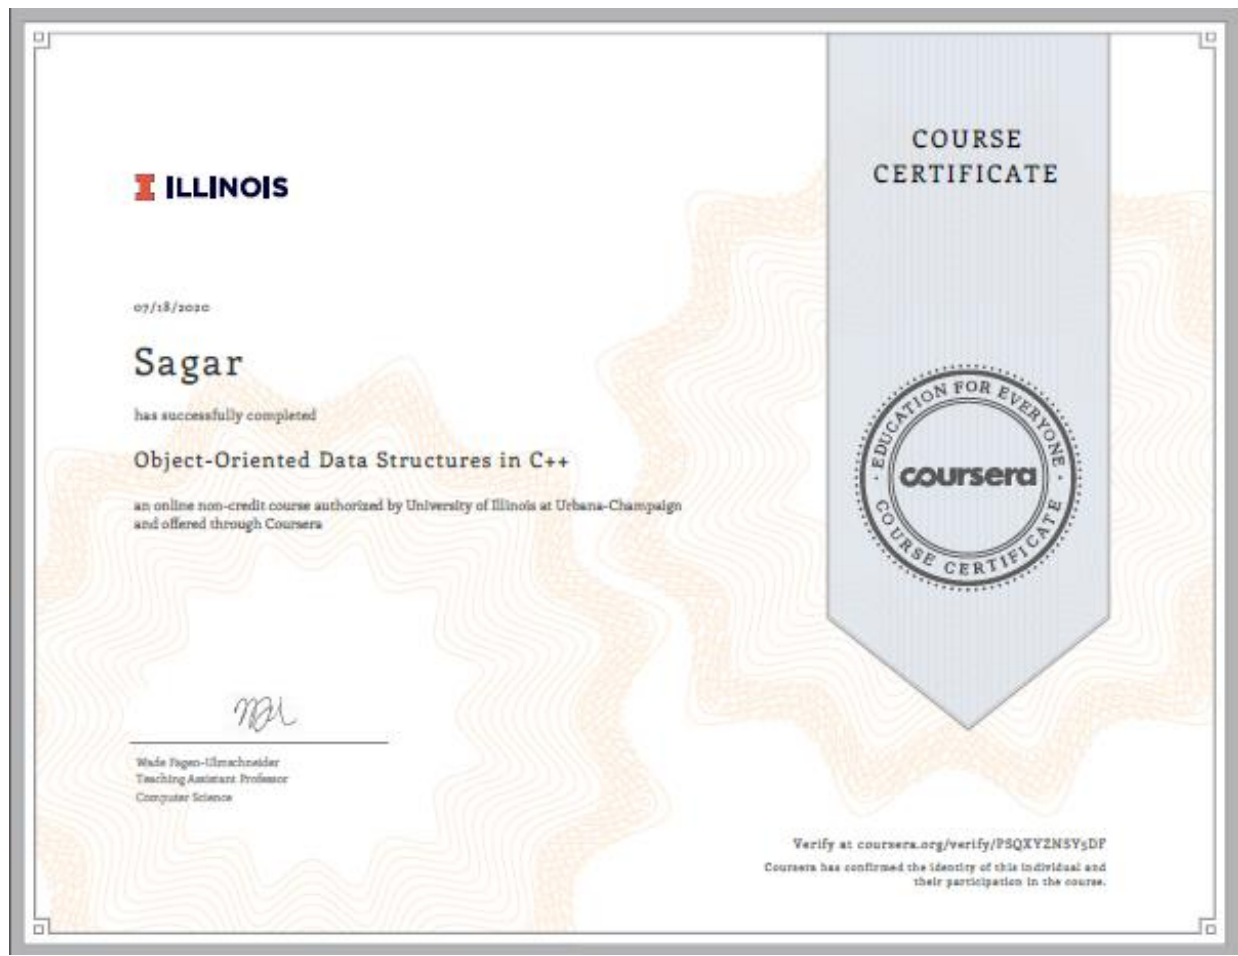 ILLINOIS
07/18/2020
Sagar
has successfully completed
Object-Oriented Data Structures in C++
an online non-credit course authorized by University of Illinois at Urbana-Champaign
and offered through Coursera
Wade Fagen-Ulmschneider
Teaching Assistant Professor
Computer Science
COURSE
CERTIFICATE
EDUCATION FOR EVERYONE
coursera
COURSE CERTIFICATE
Verify at coursera.org/verify/PSQXYZNSY5DF
Coursera has confirmed the identity of this individual and
their participation in the course.